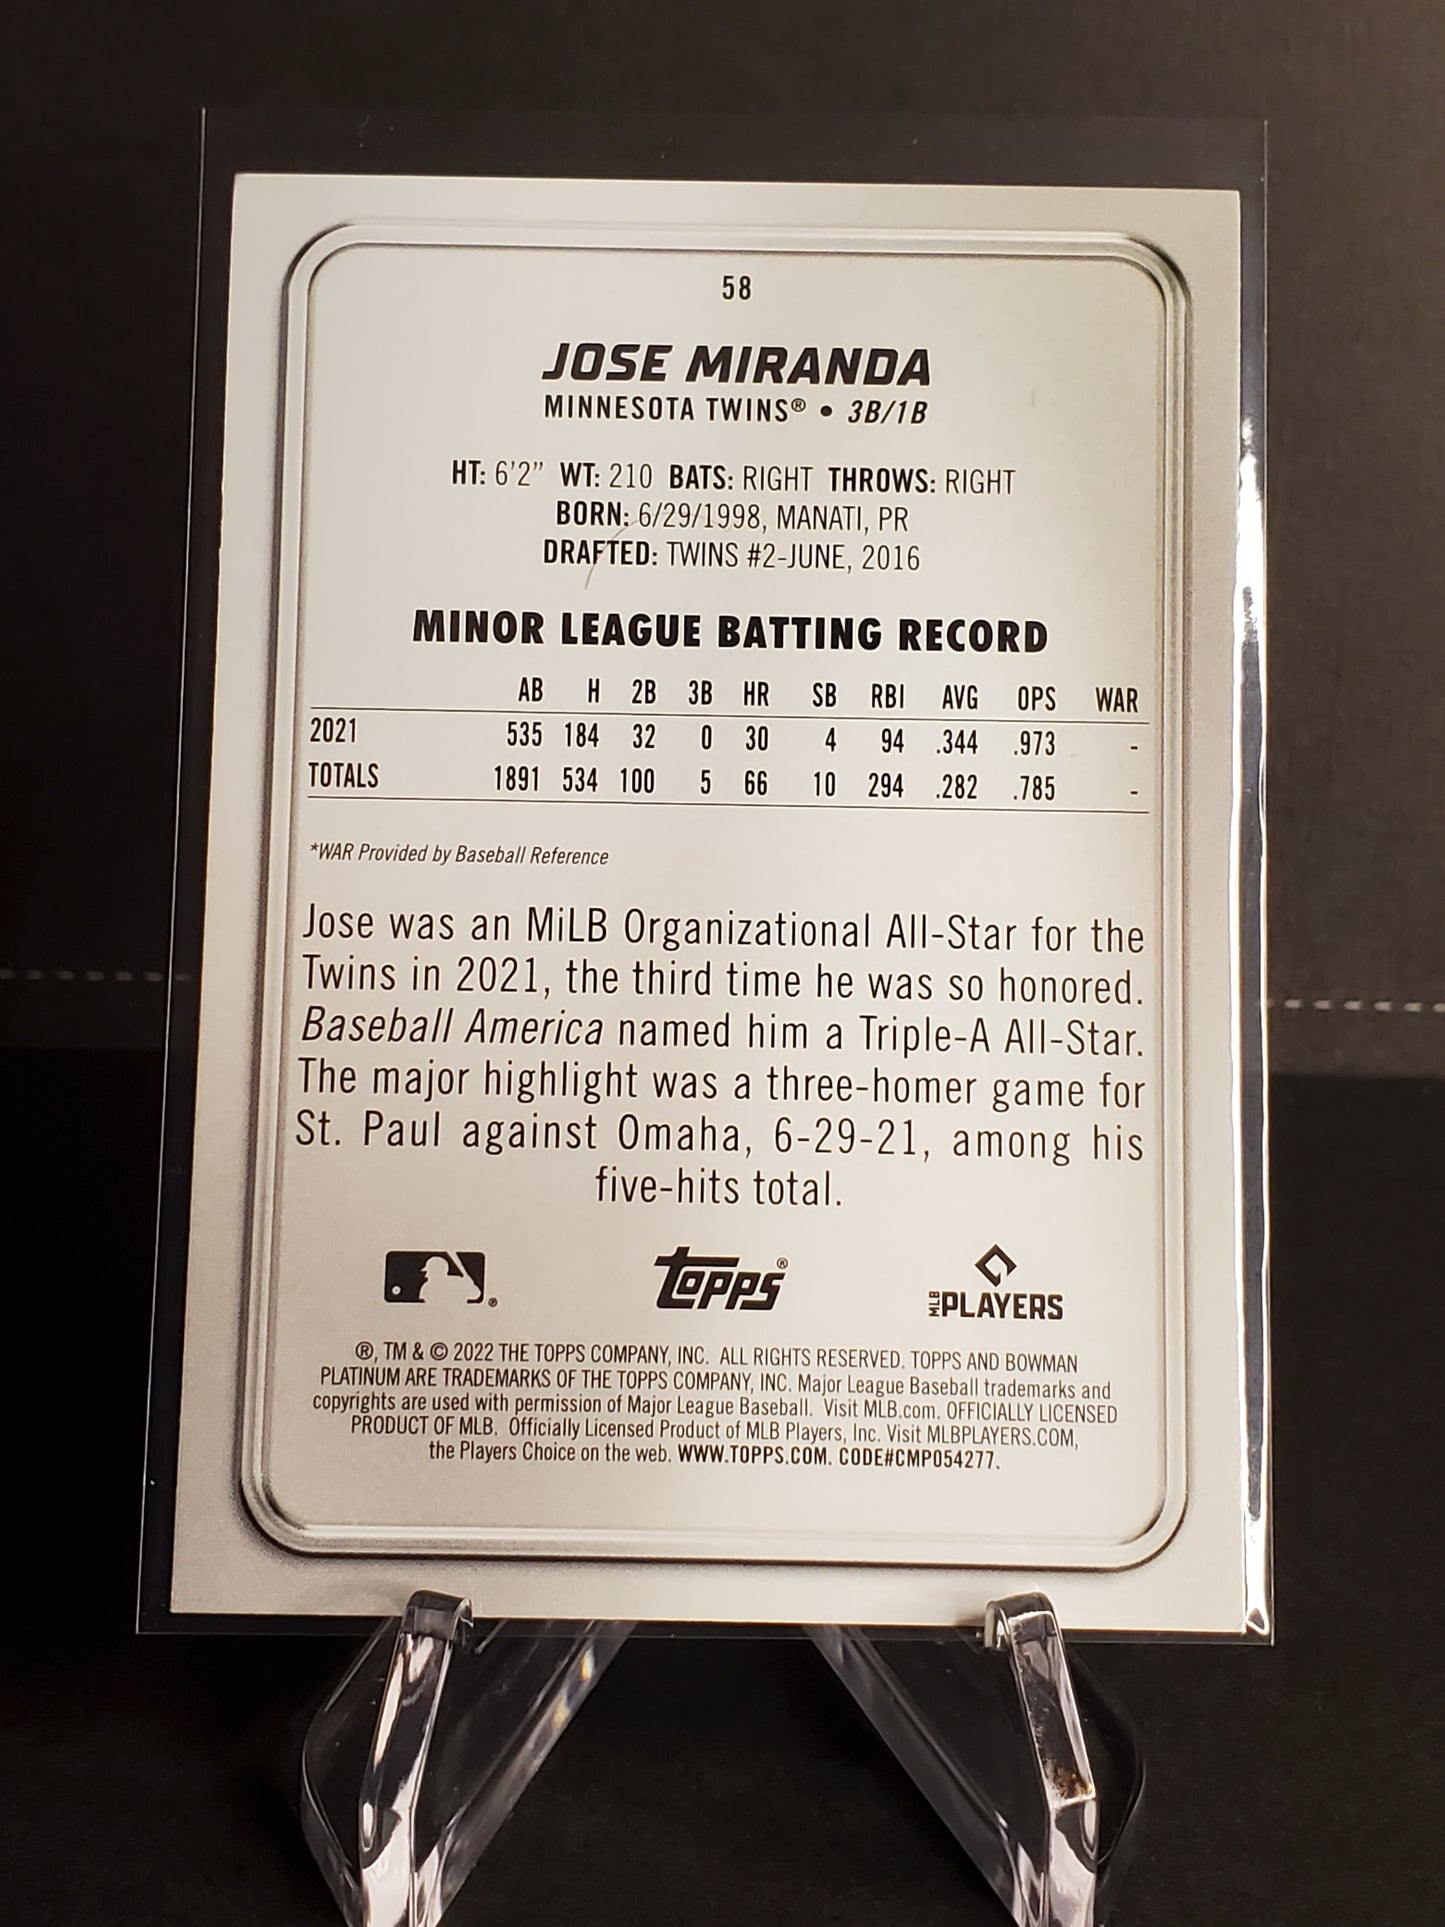 58
JOSE MIRANDA
MINNESOTA TWINS® • 3B/1B
HT: 6'2” WT: 210 BATS: RIGHT THROWS: RIGHT
BORN: 6/29/1998, MANATI, PR
DRAFTED: TWINS #2-JUNE, 2016
MINOR LEAGUE BATTING RECORD
AB H 2B 3B HR SB RBI AVG OPS WAR
2021 535 184 32 0 30 4 94 .344 .973 -
TOTALS 1891 534 100 5 66 10 294 .282 .785 -
*WAR Provided by Baseball Reference
Jose was an MiLB Organizational All-Star for the
Twins in 2021, the third time he was so honored.
Baseball America named him a Triple-A All-Star.
The major highlight was a three-homer game for
St. Paul against Omaha, 6-29-21, among his
five-hits total.
® TOPPS® MLB PLAYERS
®, TM & © 2022 THE TOPPS COMPANY, INC. ALL RIGHTS RESERVED. TOPPS AND BOWMAN
PLATINUM ARE TRADEMARKS OF THE TOPPS COMPANY, INC. Major League Baseball trademarks and
copyrights are used with permission of Major League Baseball. Visit MLB.com. OFFICIALLY LICENSED
PRODUCT OF MLB. Officially Licensed Product of MLB Players, Inc. Visit MLBPLAYERS.COM,
the Players Choice on the web. WWW.TOPPS.COM. CODE#CMP054277.